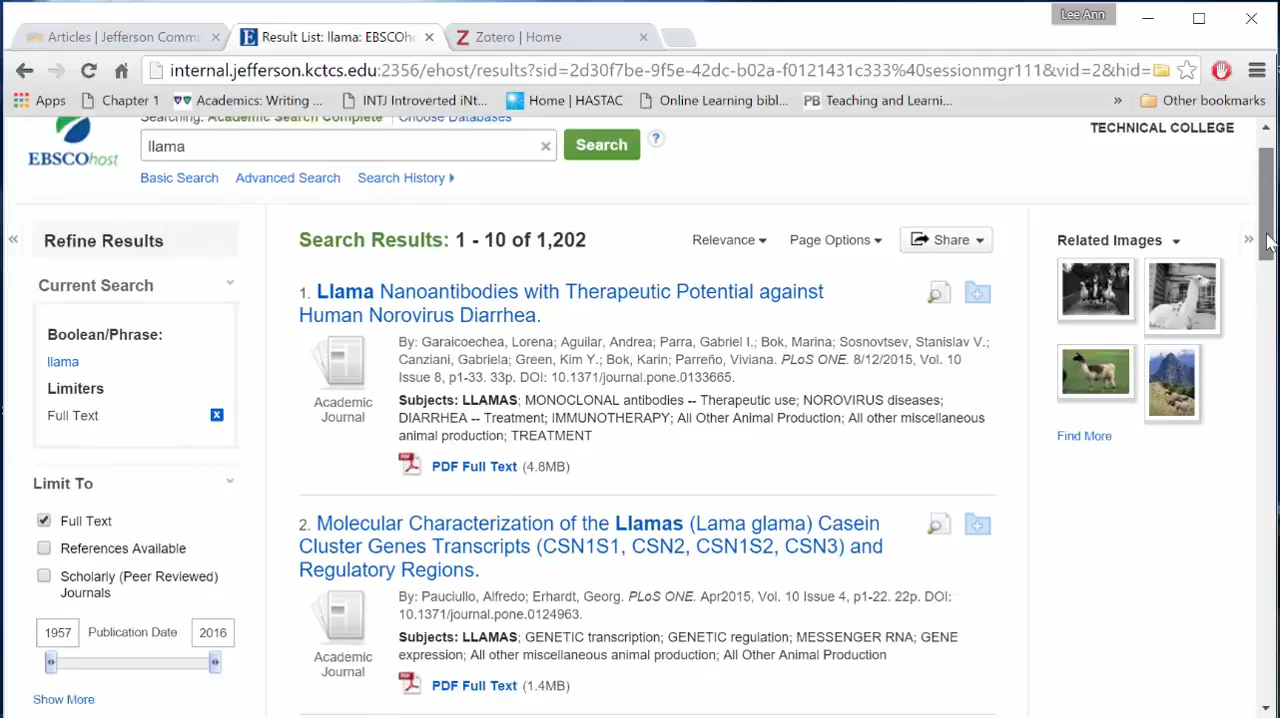 Lee Ann
Articles | Jefferson Commu
Result List: llama: EBSCOh
Zotero | Home
internal.jefferson.kctcs.edu:2356/ehost/results?sid=2d30f7be-9f5e-42dc-b02a-f0121431c333%40sessionmgr111&vid=2&hid=
Apps Chapter 1 Academics: Writing ... INTJ Introverted iNt... Home | HASTAC Online Learning bibl... PB Teaching and Learni... » Other bookmarks
Searching: Academic Search Complete Choose Databases
TECHNICAL COLLEGE
EBSCOhost
llama
Search
?
Basic Search Advanced Search Search History
Refine Results
Current Search
Boolean/Phrase:
llama
Limiters
Full Text
Limit To
Full Text
References Available
Scholarly (Peer Reviewed)
Journals
1957 Publication Date 2016
Show More
Search Results: 1 - 10 of 1,202
Relevance Page Options Share
1. Llama Nanoantibodies with Therapeutic Potential against
Human Norovirus Diarrhea.
By: Garaicoechea, Lorena; Aguilar, Andrea; Parra, Gabriel I.; Bok, Marina; Sosnovtsev, Stanislav V.;
Canziani, Gabriela; Green, Kim Y.; Bok, Karin; Parreño, Viviana. PLoS ONE. 8/12/2015, Vol. 10
Issue 8, p1-33. 33p. DOI: 10.1371/journal.pone.0133665.
Academic
Journal
Subjects: LLAMAS; MONOCLONAL antibodies -- Therapeutic use; NOROVIRUS diseases;
DIARRHEA -- Treatment; IMMUNOTHERAPY; All Other Animal Production; All other miscellaneous
animal production; TREATMENT
PDF Full Text (4.8MB)
2. Molecular Characterization of the Llamas (Lama glama) Casein
Cluster Genes Transcripts (CSN1S1, CSN2, CSN1S2, CSN3) and
Regulatory Regions.
By: Pauciullo, Alfredo; Erhardt, Georg. PLoS ONE. Apr2015, Vol. 10 Issue 4, p1-22. 22p. DOI:
10.1371/journal.pone.0124963.
Academic
Journal
Subjects: LLAMAS; GENETIC transcription; GENETIC regulation; MESSENGER RNA; GENE
expression; All other miscellaneous animal production; All Other Animal Production
PDF Full Text (1.4MB)
Related Images
Find More